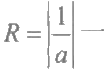 R = |1/a| —